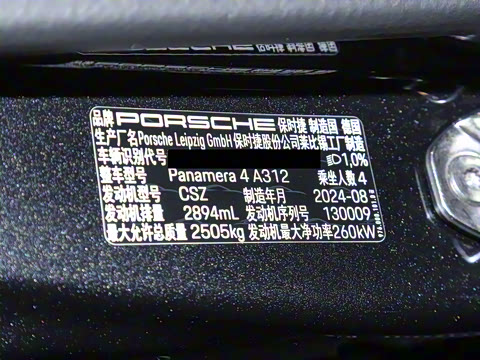 品牌 PORSCHE 保时捷 制造国 德国
生产厂名 Porsche Leipzig GmbH 保时捷股份公司莱比锡工厂制造
车辆识别代号 1,0%
整车型号 Panamera 4 A312 乘坐人数 4
发动机型号 CSZ 制造年月 2024-08
发动机排量 2894mL 发动机序列号 130009
最大允许总质量 2505kg 发动机最大净功率 260kW